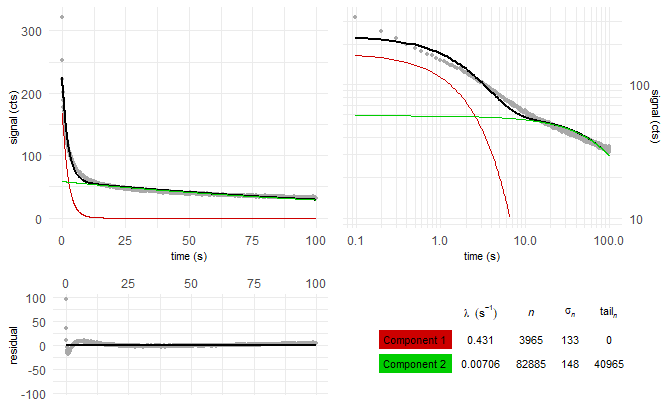 300
200
100
0
signal (cts)
0 25 50 75 100
time (s)
100
10
signal (cts)
0.1 1.0 10.0 100.0
time (s)
0 25 50 75 100
100
50
0
-50
-100
residual
λ (s⁻¹) n σₙ tailₙ
Component 1 0.431 3965 133 0
Component 2 0.00706 82885 148 40965